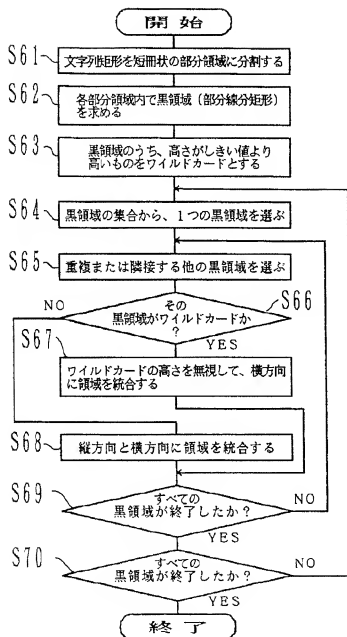 開始
S61
文字列矩形を短冊状の部分領域に分割する
S62
各部分領域内で黒領域(部分線分矩形)
を求める
S63
黒領域のうち、高さがしきい値より
高いものをワイルドカードとする
S64
黒領域の集合から、1つの黒領域を選ぶ
S65
重複または隣接する他の黒領域を選ぶ
S66
NO
その
黒領域がワイルドカードか
?
YES
S67
ワイルドカードの高さを無視して、横方向
に領域を統合する
S68
縦方向と横方向に領域を統合する
S69
すべての
黒領域が終了したか?
NO
YES
S70
すべての
黒領域が終了したか?
NO
YES
終了